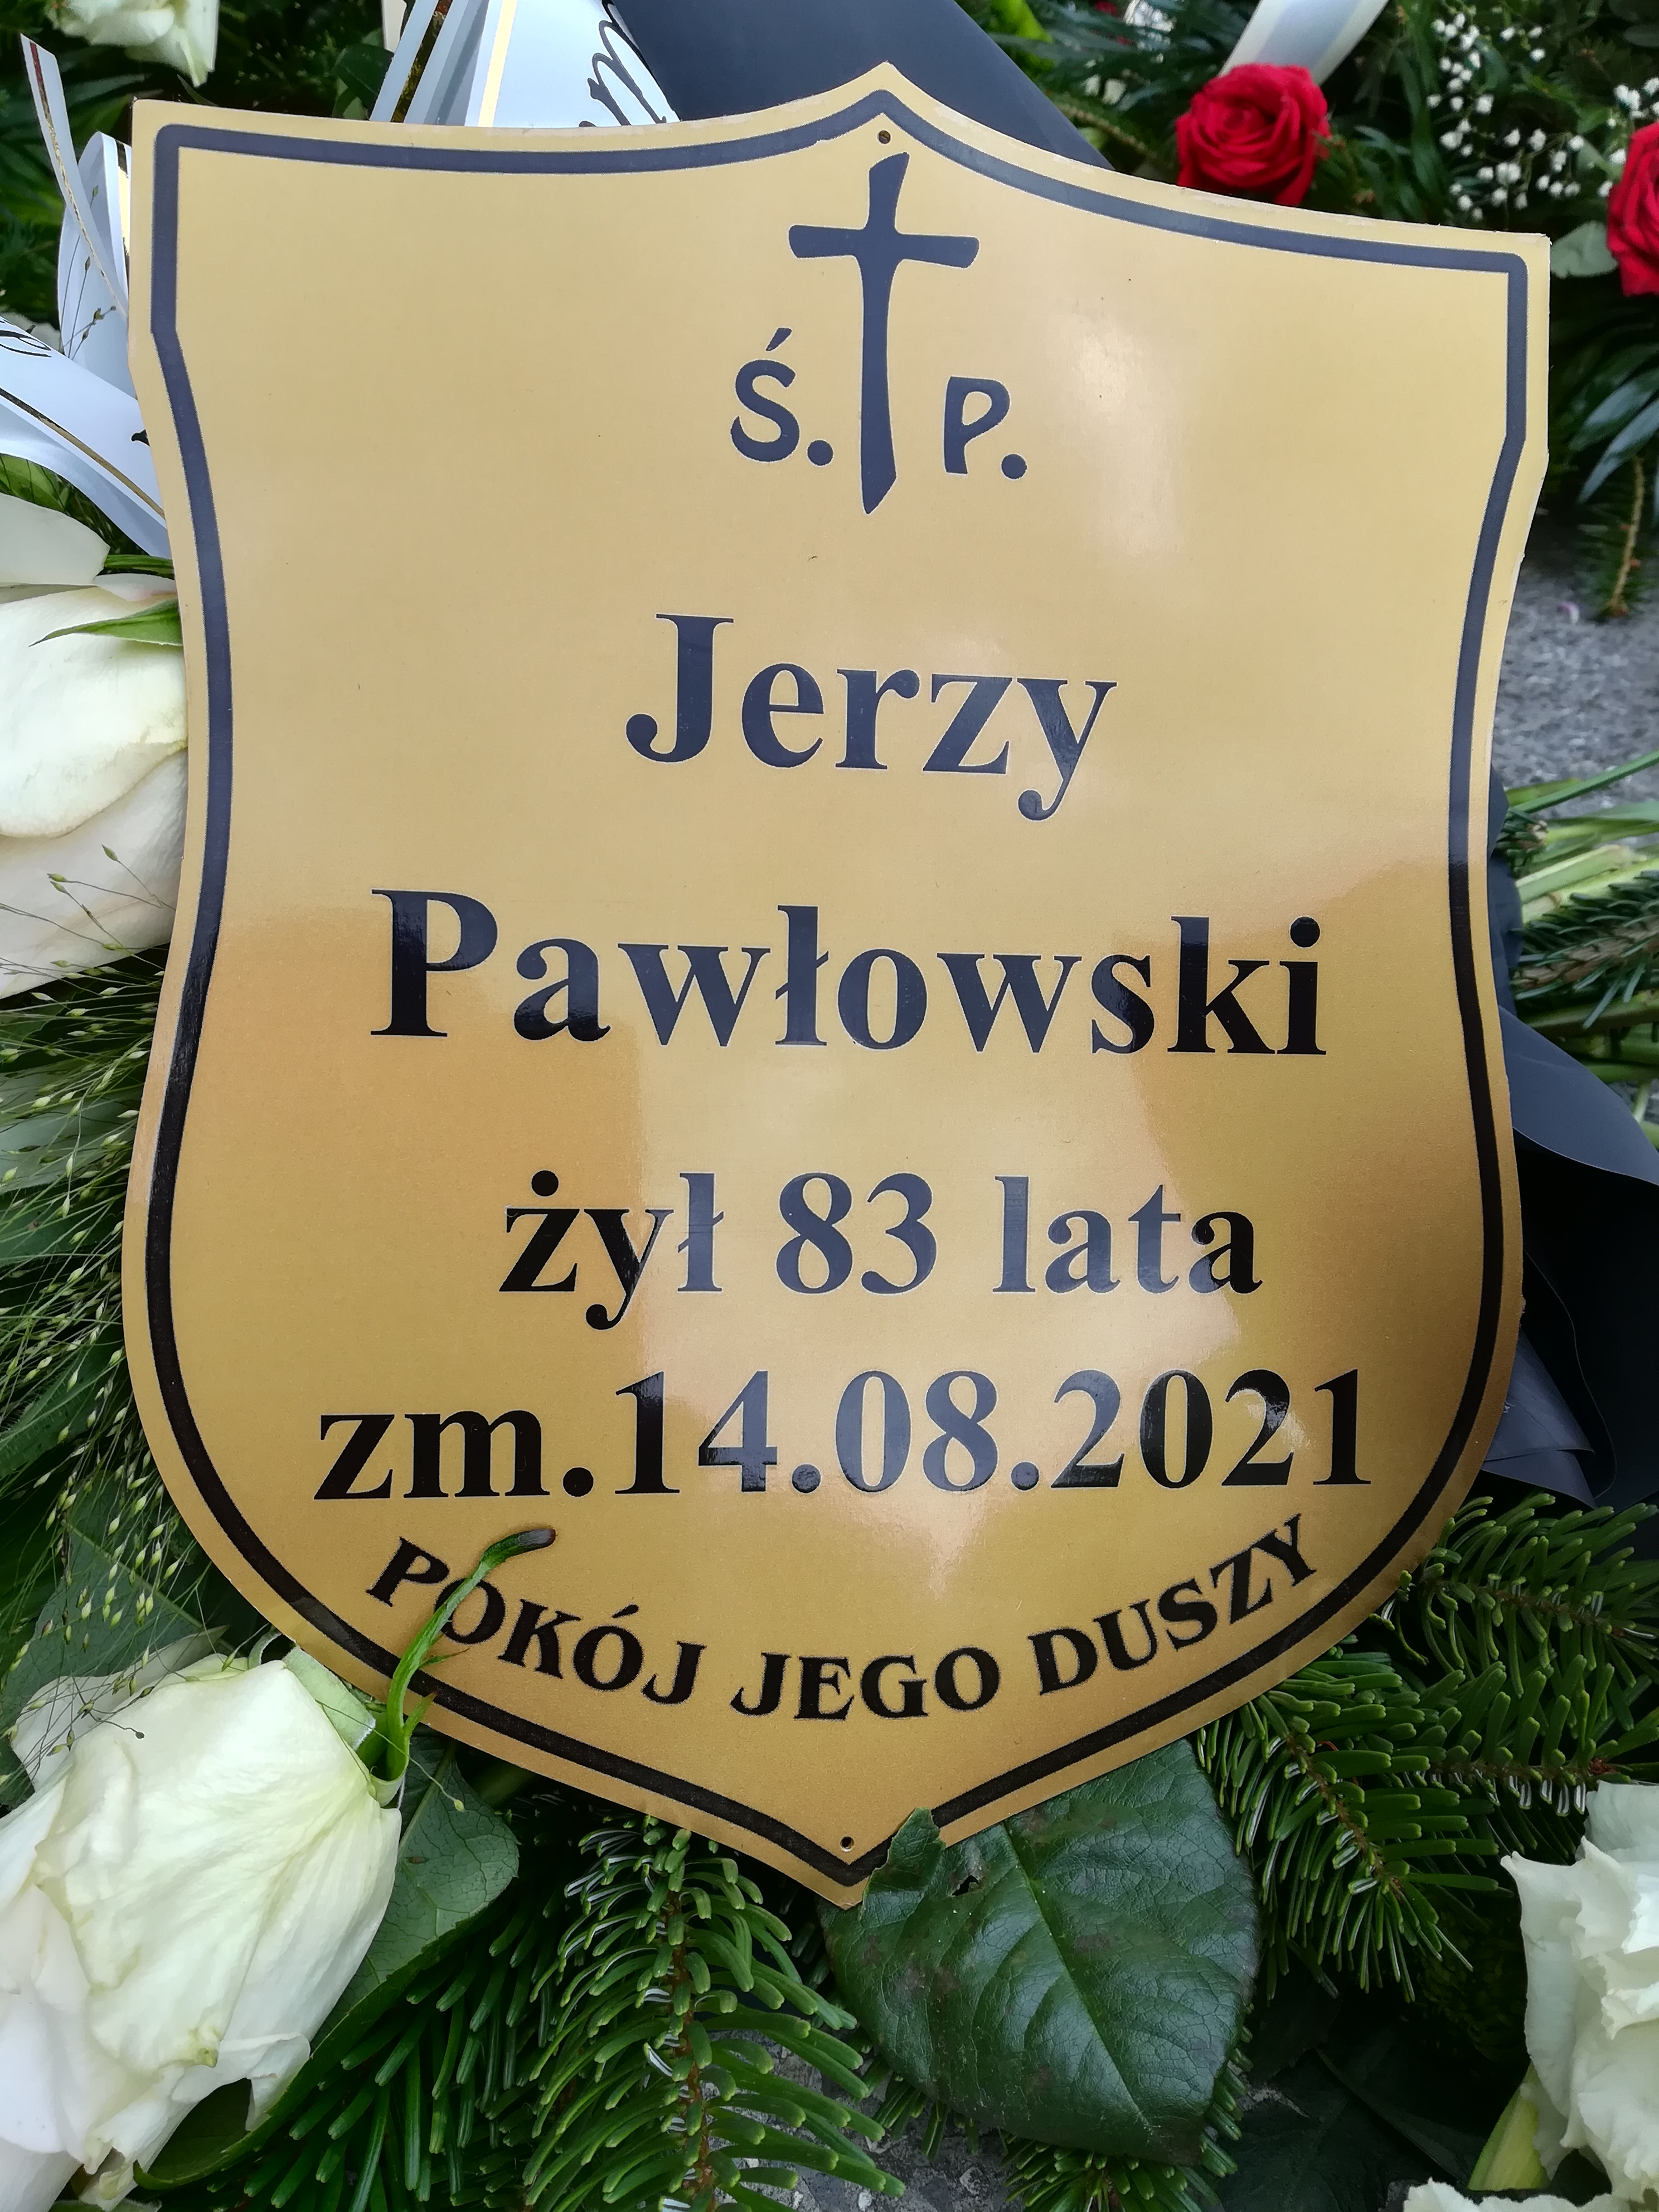 Ś. P.
Jerzy
Pawłowski
żył 83 lata
zm.14.08.2021
POKÓJ JEGO DUSZY